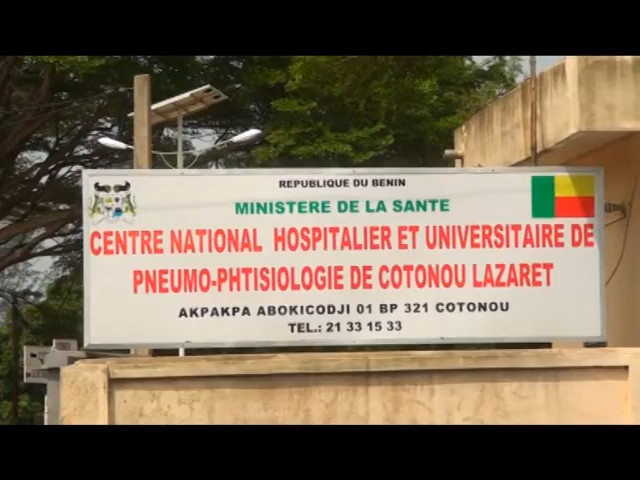 REPUBLIQUE DU BENIN
MINISTERE DE LA SANTE
CENTRE NATIONAL HOSPITALIER ET UNIVERSITAIRE DE
PNEUMO-PHTISIOLOGIE DE COTONOU LAZARET
AKPAKPA ABOKICODJI 01 BP 321 COTONOU
TEL.: 21 33 15 33